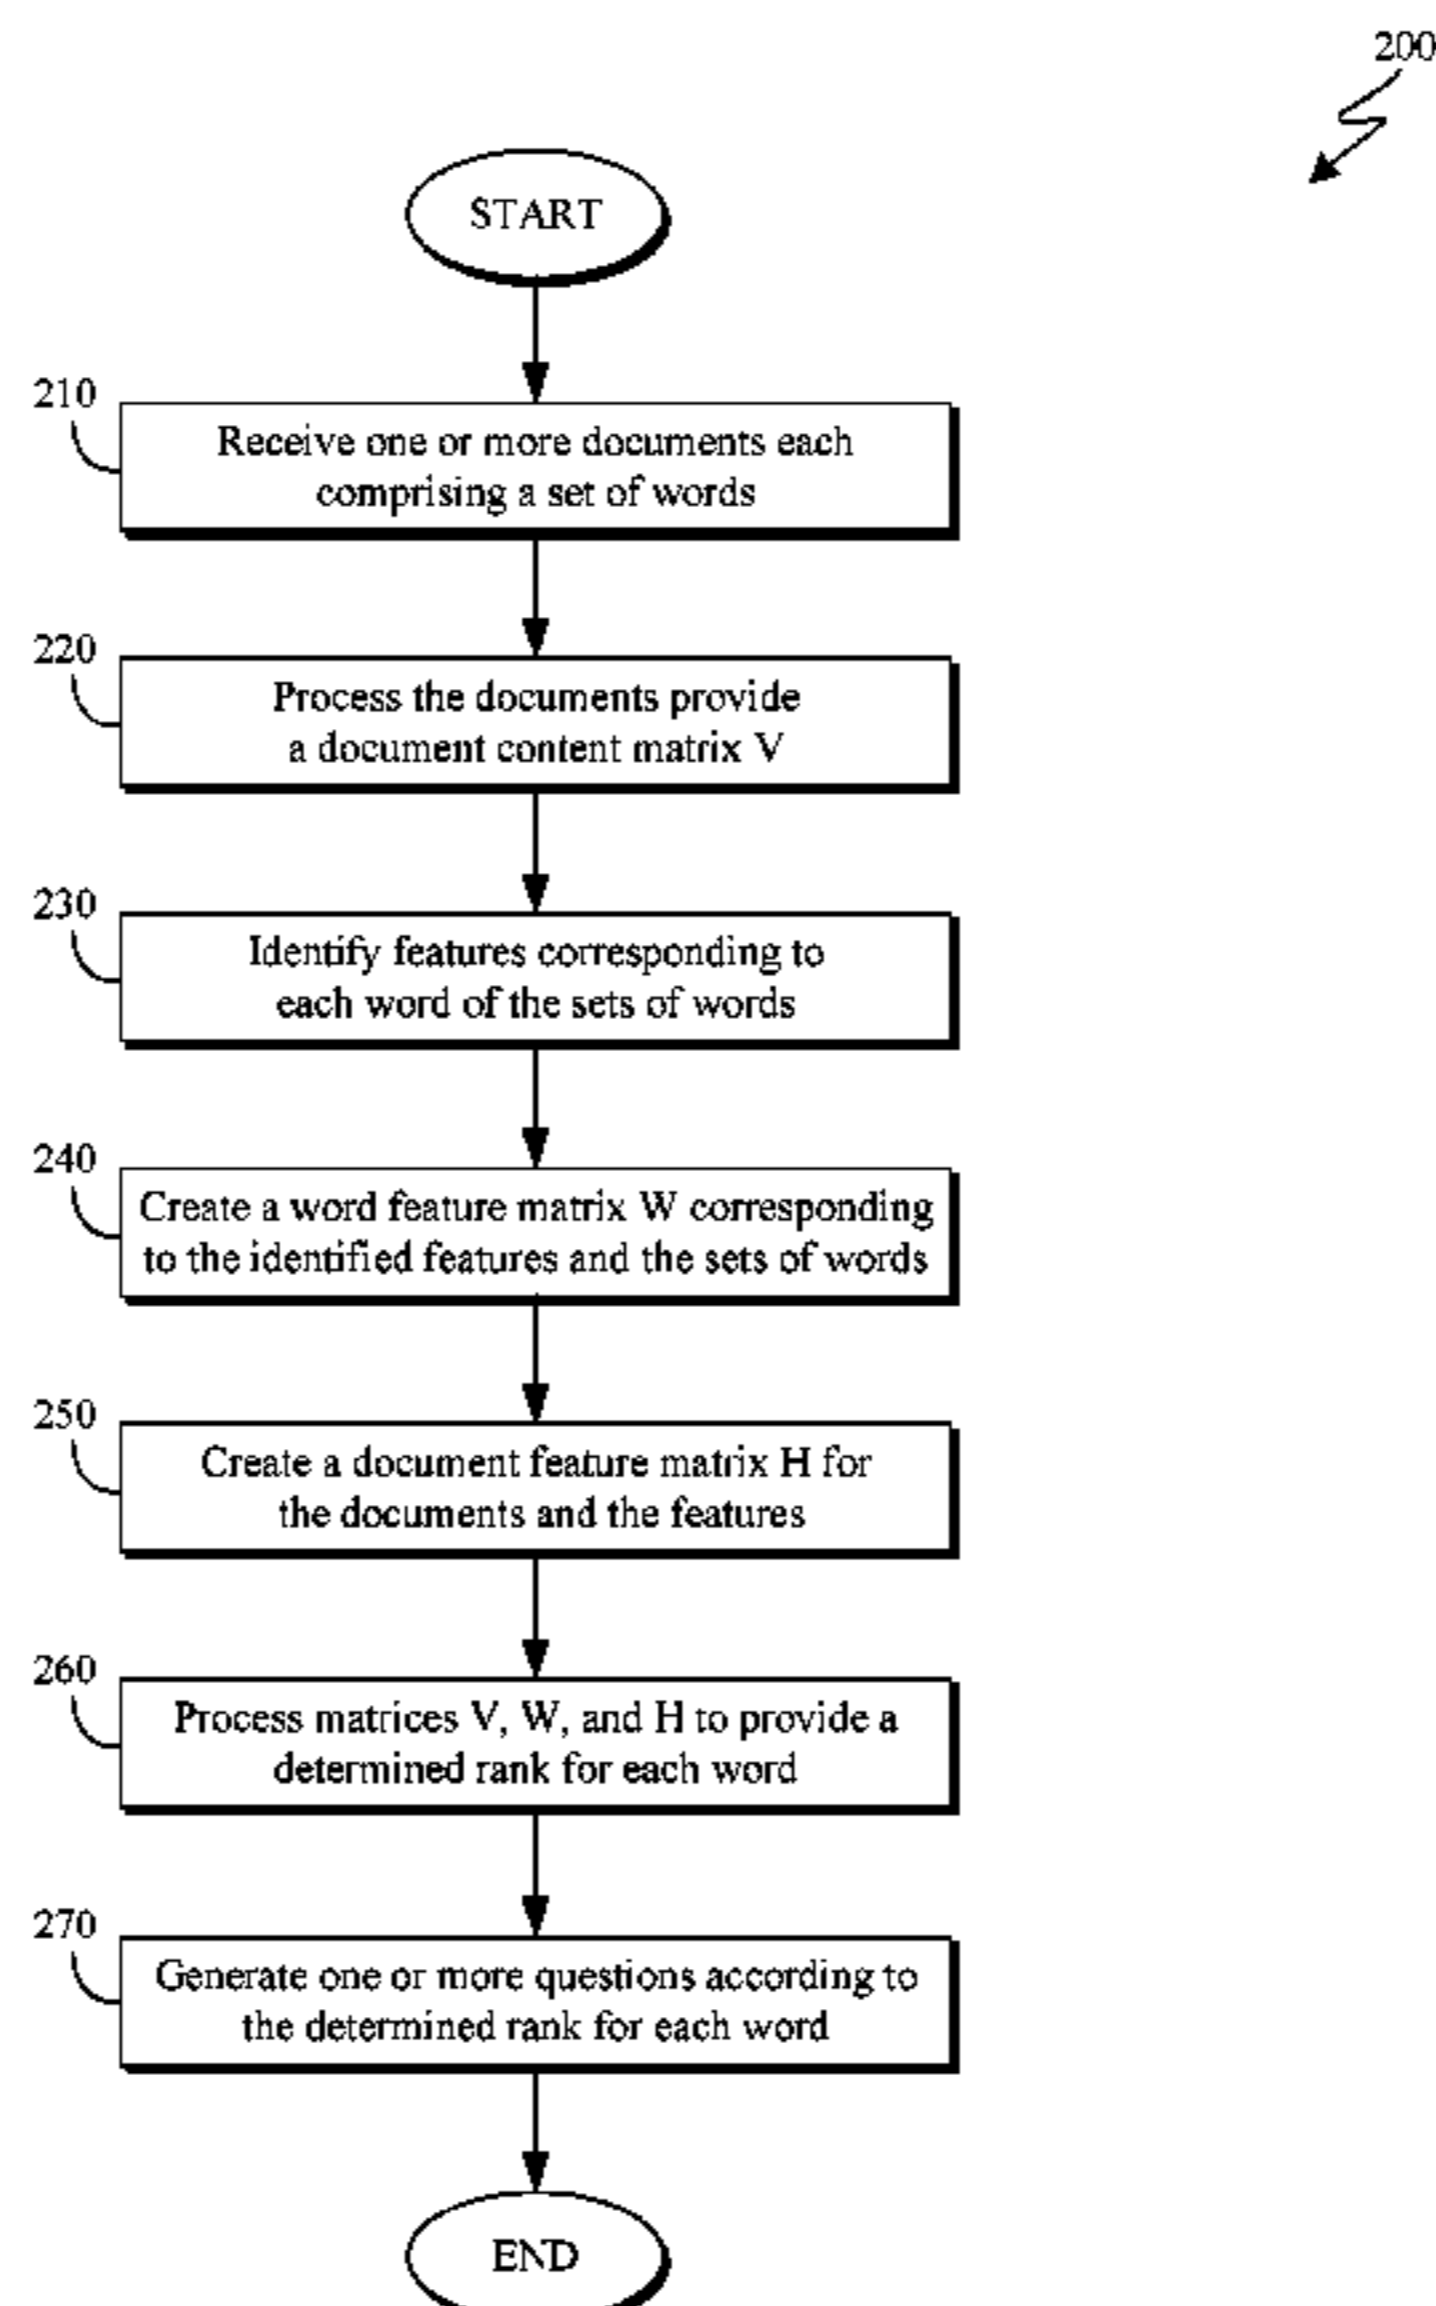 200
START
210
Receive one or more documents each
comprising a set of words
220
Process the documents provide
a document content matrix V
230
Identify features corresponding to
each word of the sets of words
240
Create a word feature matrix W corresponding
to the identified features and the sets of words
250
Create a document feature matrix H for
the documents and the features
260
Process matrices V, W, and H to provide a
determined rank for each word
270
Generate one or more questions according to
the determined rank for each word
END